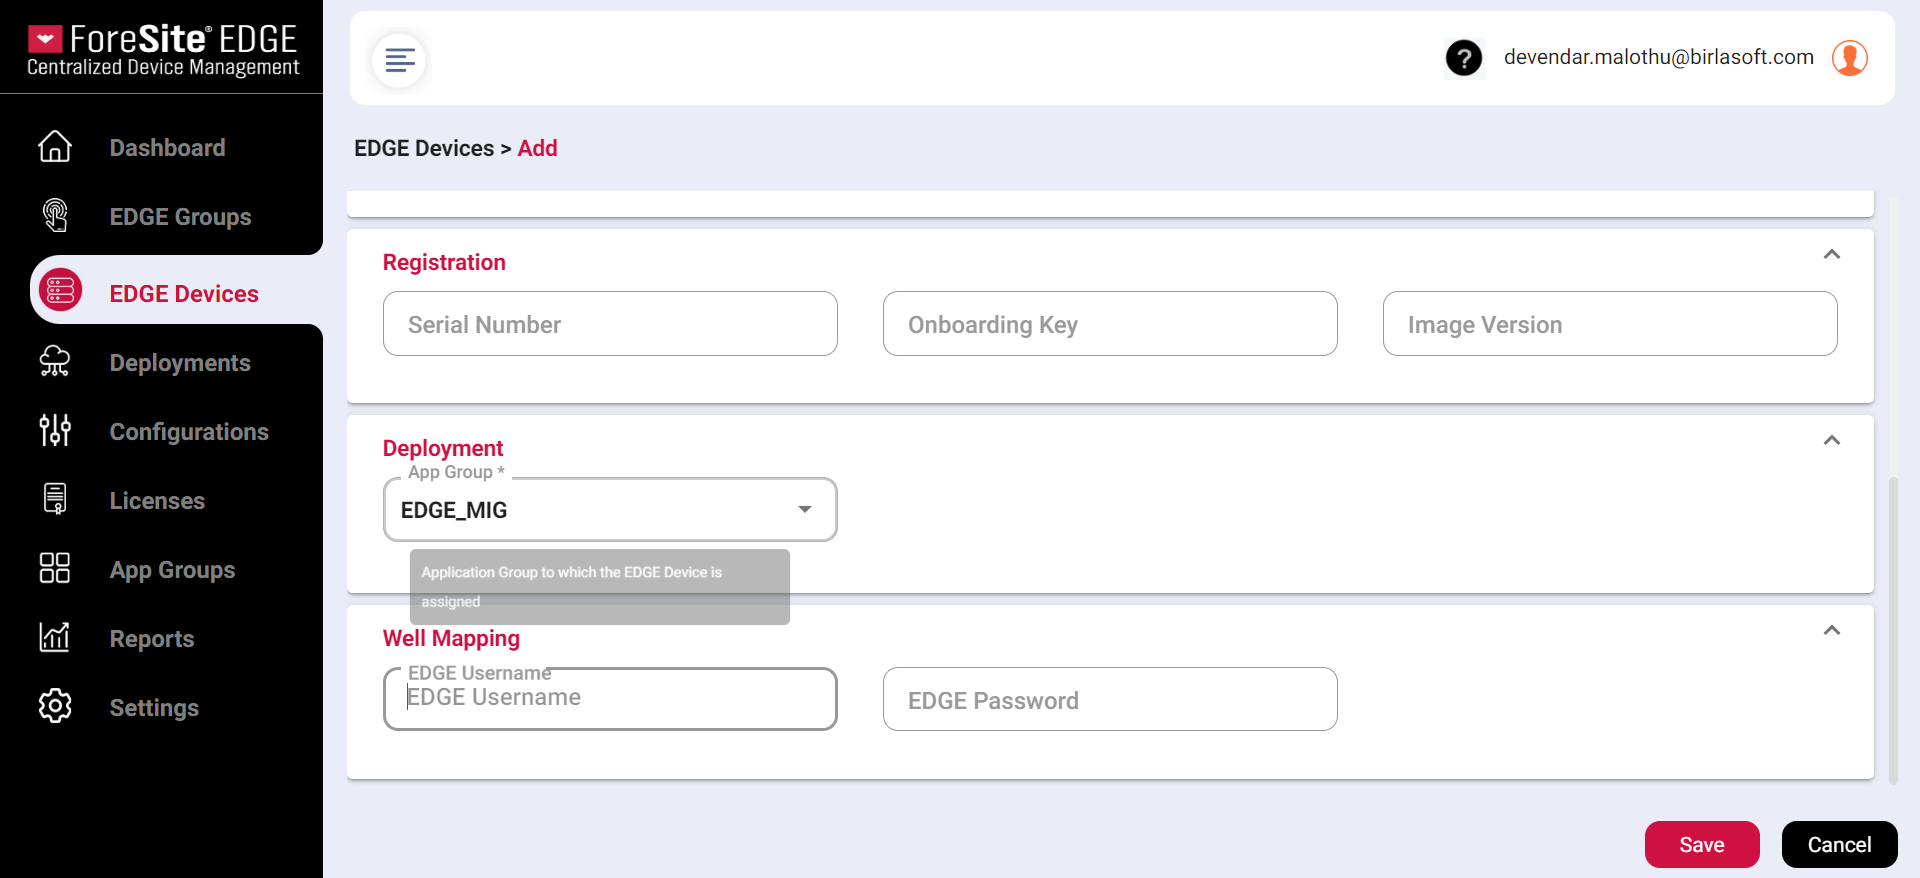 ForeSite® EDGE
Centralized Device Management
Dashboard
EDGE Groups
EDGE Devices
Deployments
Configurations
Licenses
App Groups
Reports
Settings
?
devendar.malothu@birlasoft.com
EDGE Devices > Add
Registration
Serial Number
Onboarding Key
Image Version
Deployment
App Group *
EDGE_MIG
Application Group to which the EDGE Device is
assigned
Well Mapping
EDGE Username
EDGE Username
EDGE Password
Save
Cancel